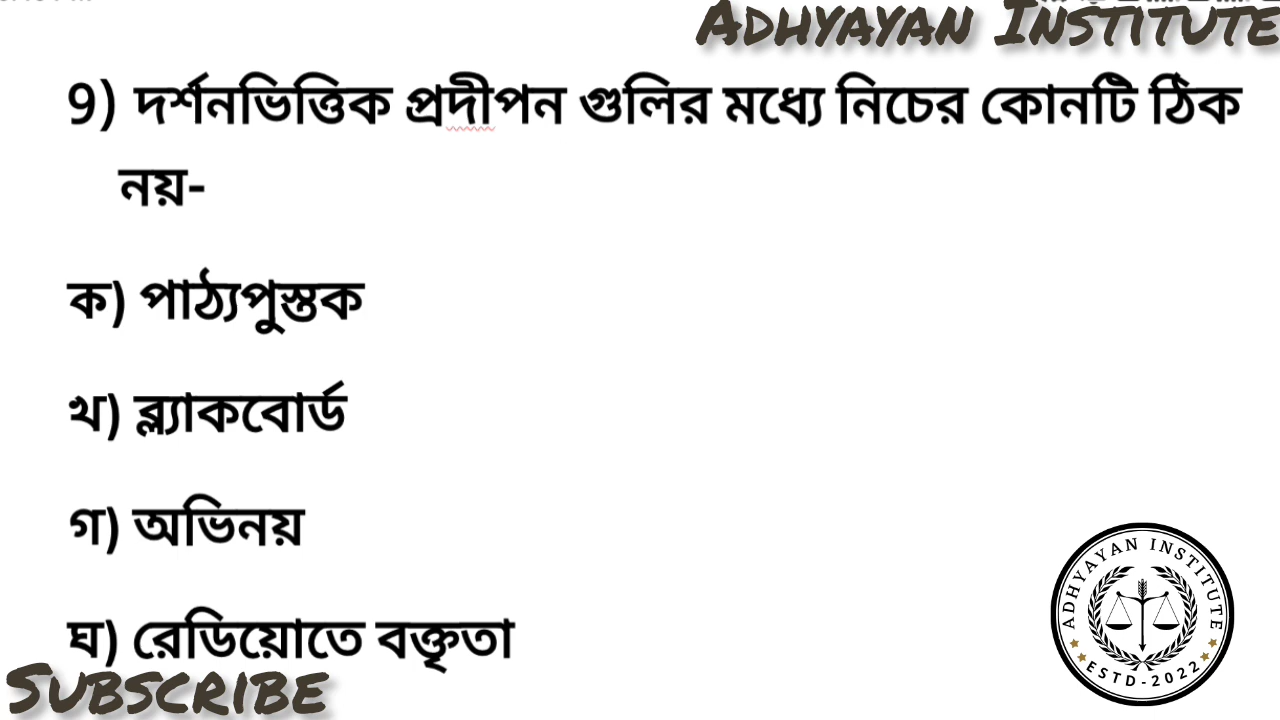 ADHYAYAN INSTITUTE
9) দর্শনভিত্তিক প্রদীপন গুলির মধ্যে নিচের কোনটি ঠিক
নয়-
ক) পাঠ্যপুস্তক
খ) ব্ল্যাকবোর্ড
গ) অভিনয়
ঘ) রেডিয়োতে বক্তৃতা
SUBSCRIBE
ADHYAYAN INSTITUTE
ESTD-2022